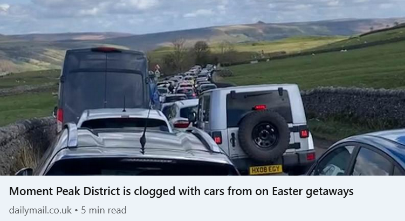 HX08 EGY
Moment Peak District is clogged with cars from on Easter getaways
dailymail.co.uk • 5 min read